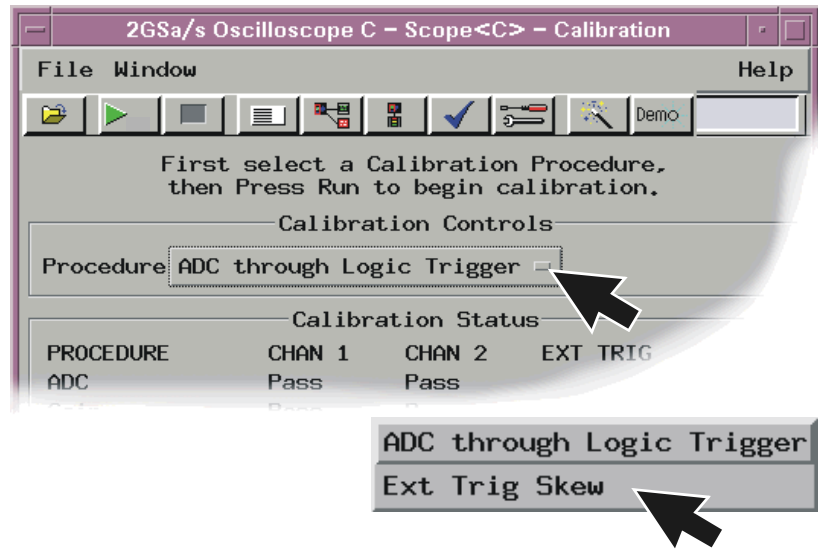 2GSa/s Oscilloscope C – Scope<C> – Calibration
File Window Help
Demo
First select a Calibration Procedure,
then Press Run to begin calibration.
Calibration Controls
Procedure ADC through Logic Trigger
Calibration Status
PROCEDURE CHAN 1 CHAN 2 EXT TRIG
ADC Pass Pass
ADC through Logic Trigger
Ext Trig Skew